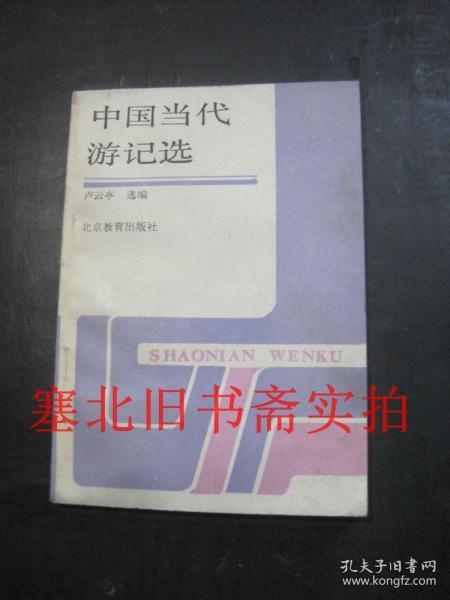 中国当代
游记选
卢云亭 选编
北京教育出版社
SHAONIAN WENKU
塞北旧书斋实拍
孔夫子旧书网
www.kongfz.com